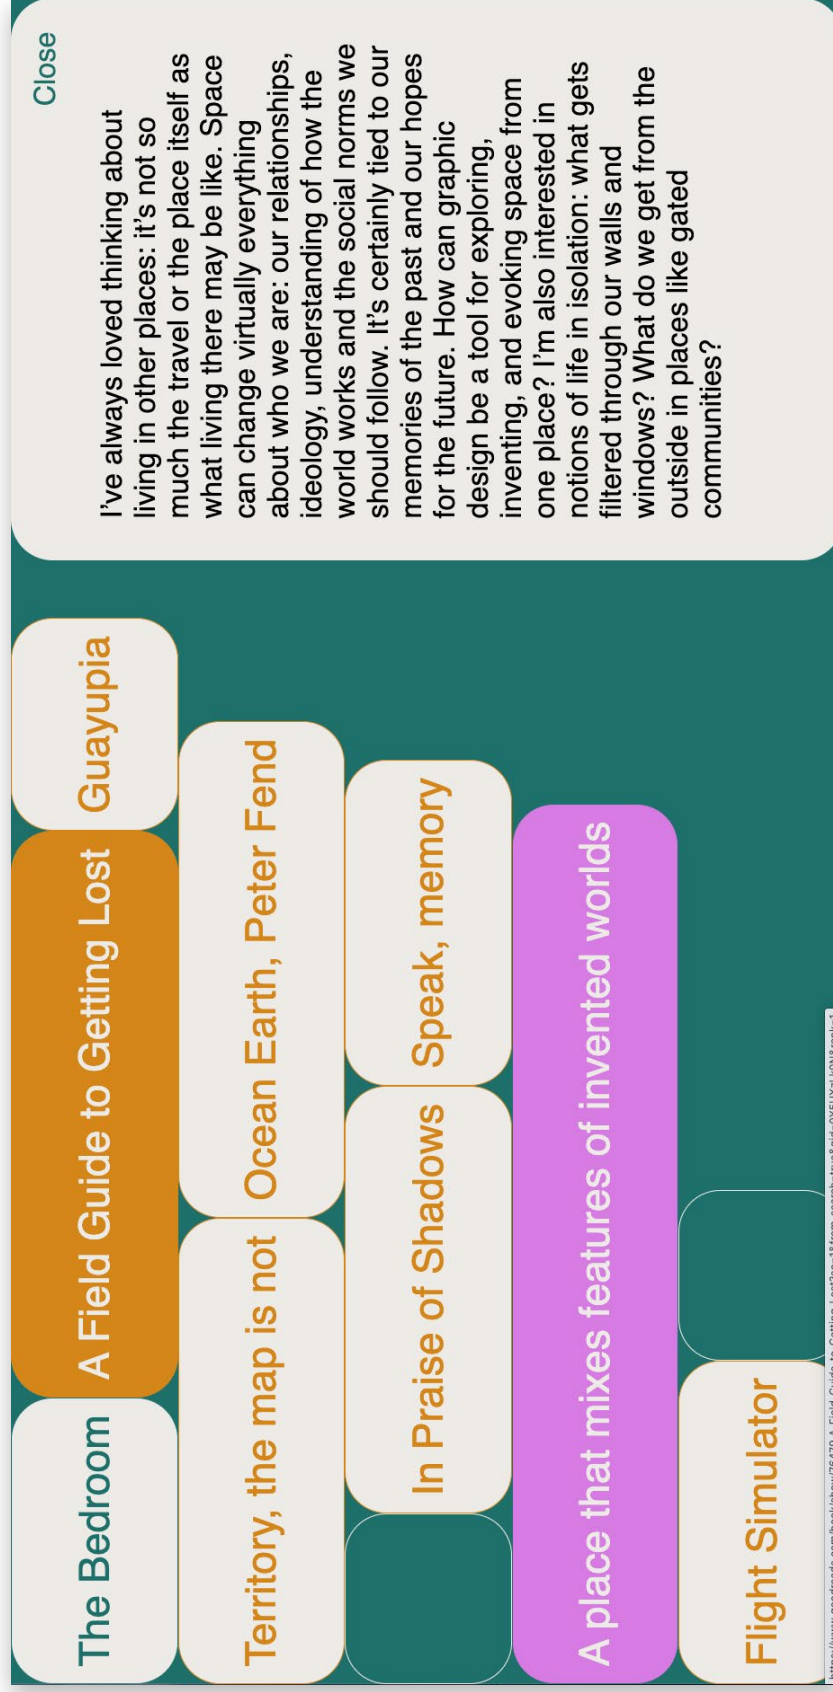 The Bedroom
A Field Guide to Getting Lost
Guayupia
Territory, the map is not
Ocean Earth, Peter Fend
In Praise of Shadows
Speak, memory
A place that mixes features of invented worlds
Flight Simulator
Close
I've always loved thinking about
living in other places: it's not so
much the travel or the place itself as
what living there may be like. Space
can change virtually everything
about who we are: our relationships,
ideology, understanding of how the
world works and the social norms we
should follow. It's certainly tied to our
memories of the past and our hopes
for the future. How can graphic
design be a tool for exploring,
inventing, and evoking space from
one place? I'm also interested in
notions of life in isolation: what gets
filtered through our walls and
windows? What do we get from the
outside in places like gated
communities?